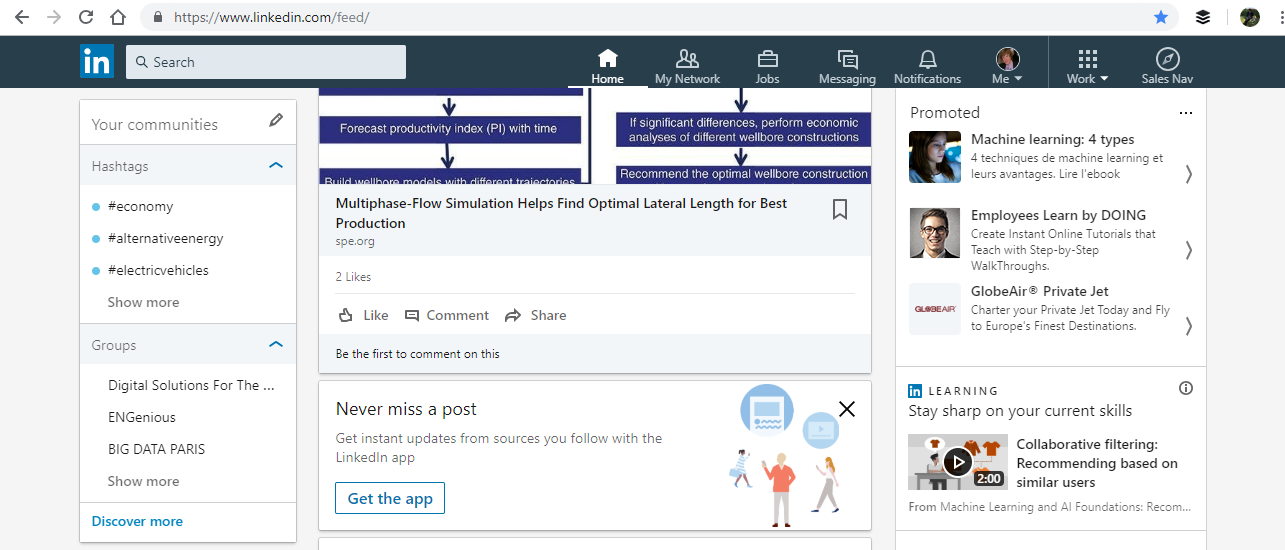 https://www.linkedin.com/feed/
in
Search
Home
My Network
Jobs
Messaging
Notifications
Me
Work
Sales Nav
Your communities
Hashtags
#economy
#alternativeenergy
#electricvehicles
Show more
Groups
Digital Solutions For The ...
ENGenious
BIG DATA PARIS
Show more
Discover more
Forecast productivity index (PI) with time
Build wellbore models with different trajectories
If significant differences, perform economic
analyses of different wellbore constructions
Recommend the optimal wellbore construction
Multiphase-Flow Simulation Helps Find Optimal Lateral Length for Best
Production
spe.org
2 Likes
Like
Comment
Share
Be the first to comment on this
Never miss a post
Get instant updates from sources you follow with the
LinkedIn app
Get the app
Promoted
Machine learning: 4 types
4 techniques de machine learning et
leurs avantages. Lire l'ebook
Employees Learn by DOING
Create Instant Online Tutorials that
Teach with Step-by-Step
WalkThroughs.
GLOBEAIR
GlobeAir® Private Jet
Charter your Private Jet Today and Fly
to Europe's Finest Destinations.
in LEARNING
Stay sharp on your current skills
2:00
Collaborative filtering:
Recommending based on
similar users
From Machine Learning and AI Foundations: Recom...